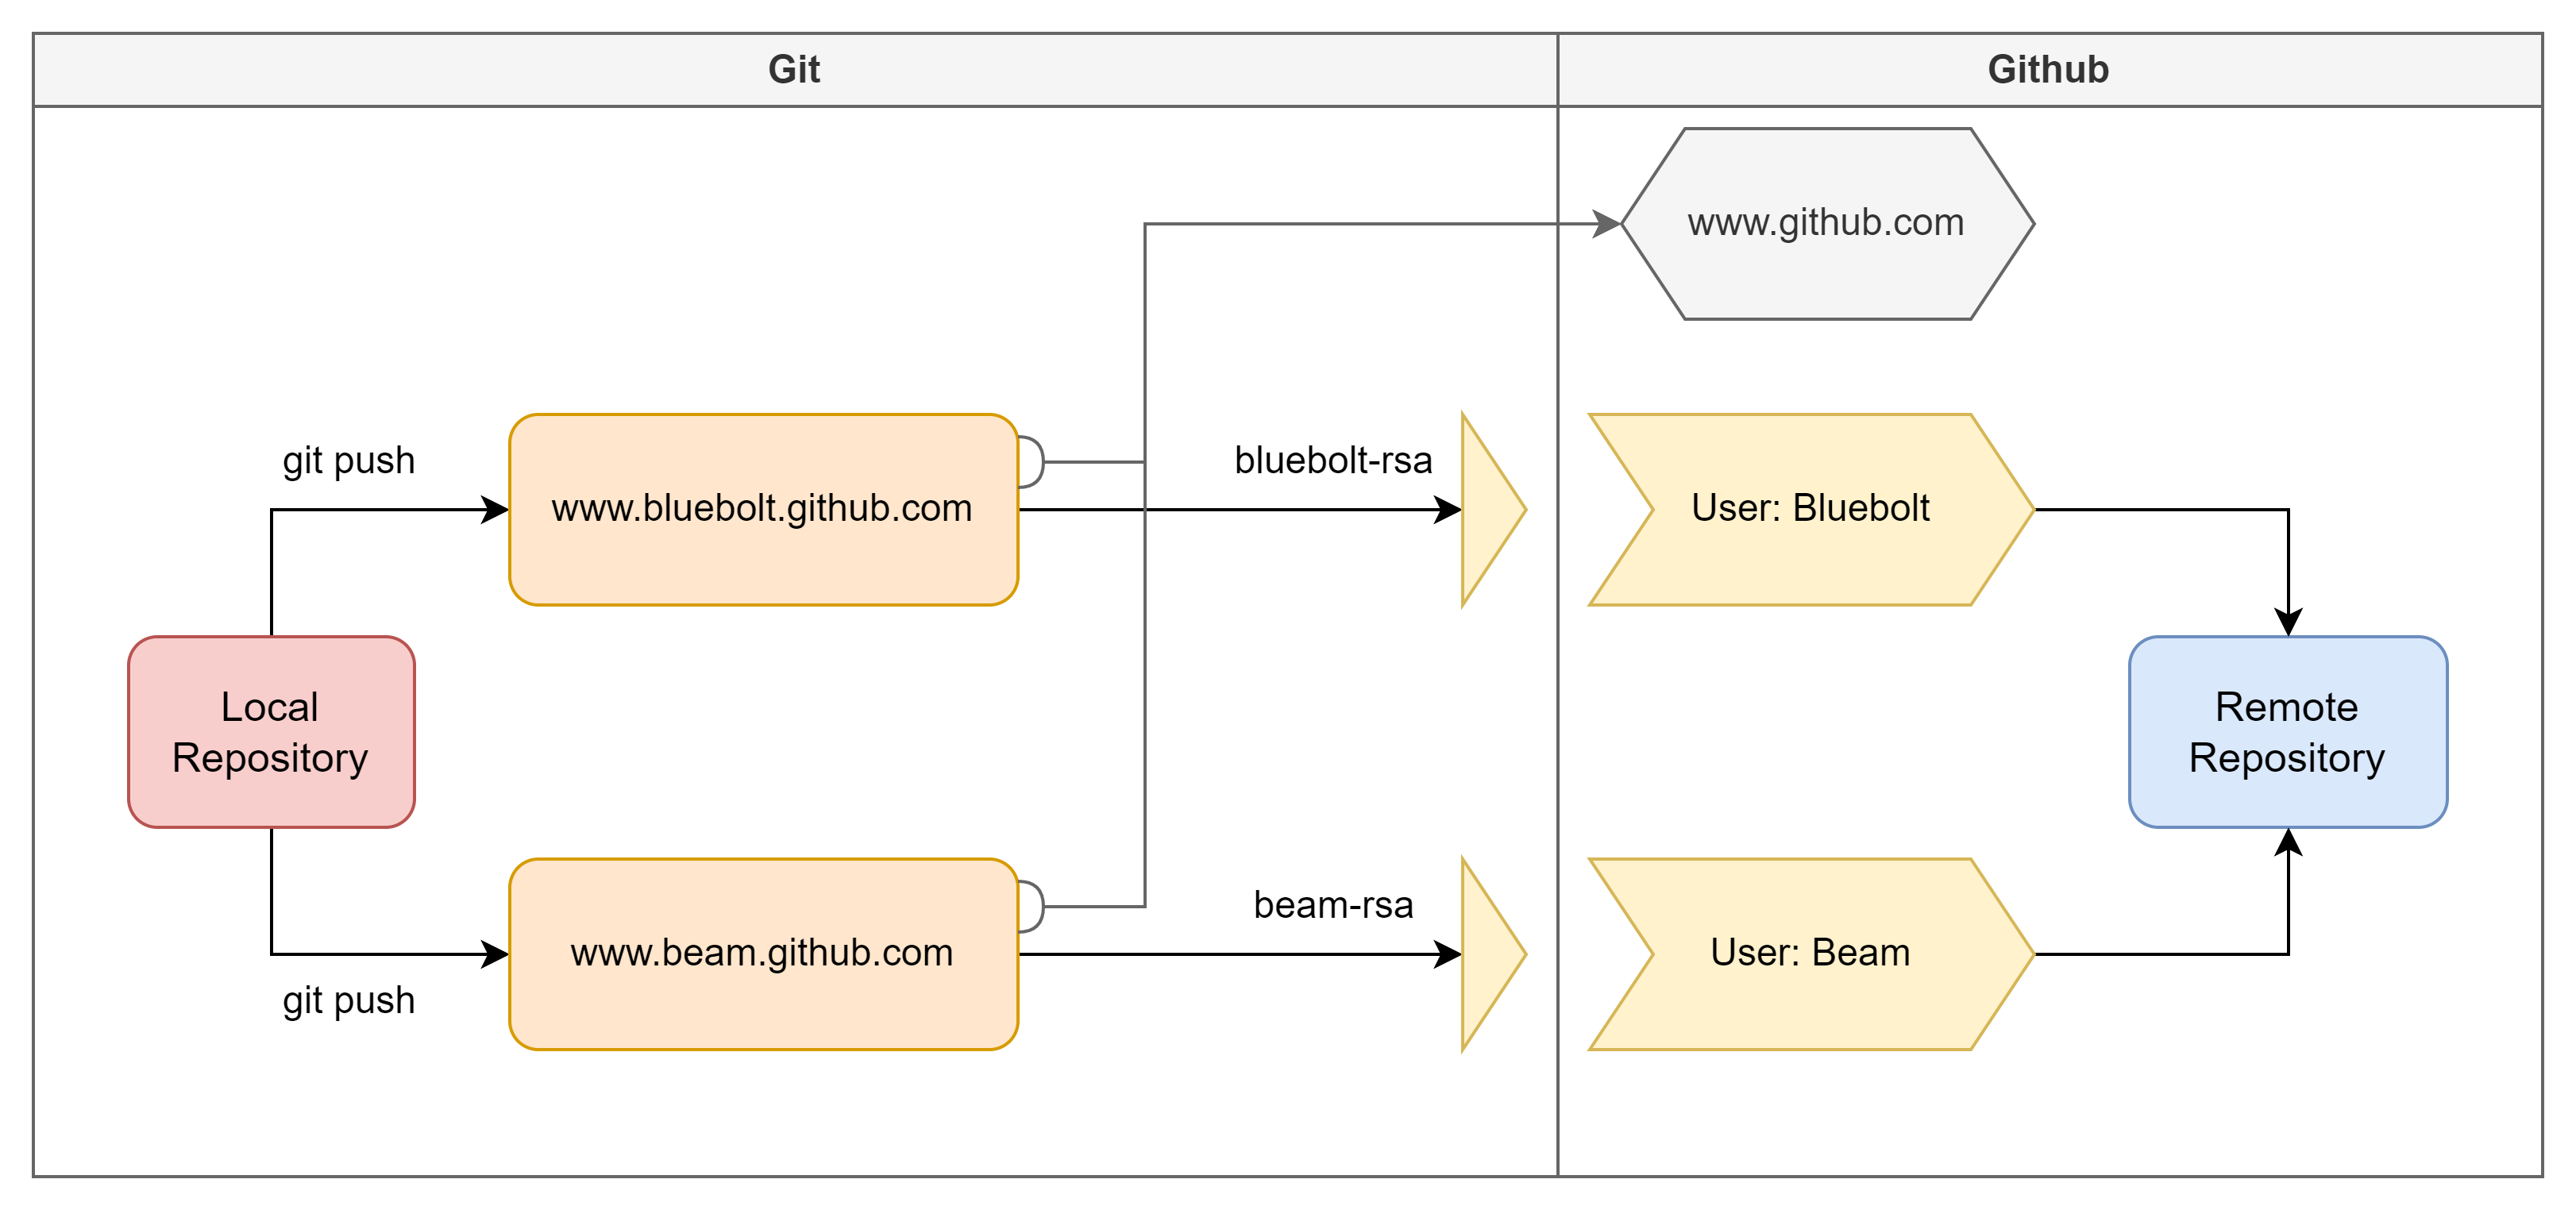 Git
Github
www.github.com
git push
bluebolt-rsa
www.bluebolt.github.com
User: Bluebolt
Local
Repository
Remote
Repository
beam-rsa
www.beam.github.com
User: Beam
git push